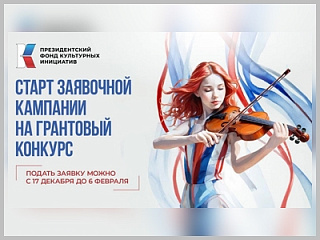 ПРЕЗИДЕНТСКИЙ
ФОНД КУЛЬТУРНЫХ
ИНИЦИАТИВ
СТАРТ ЗАЯВОЧНОЙ
КАМПАНИИ
НА ГРАНТОВЫЙ
КОНКУРС
ПОДАТЬ ЗАЯВКУ МОЖНО
С 17 ДЕКАБРЯ ДО 6 ФЕВРАЛЯ